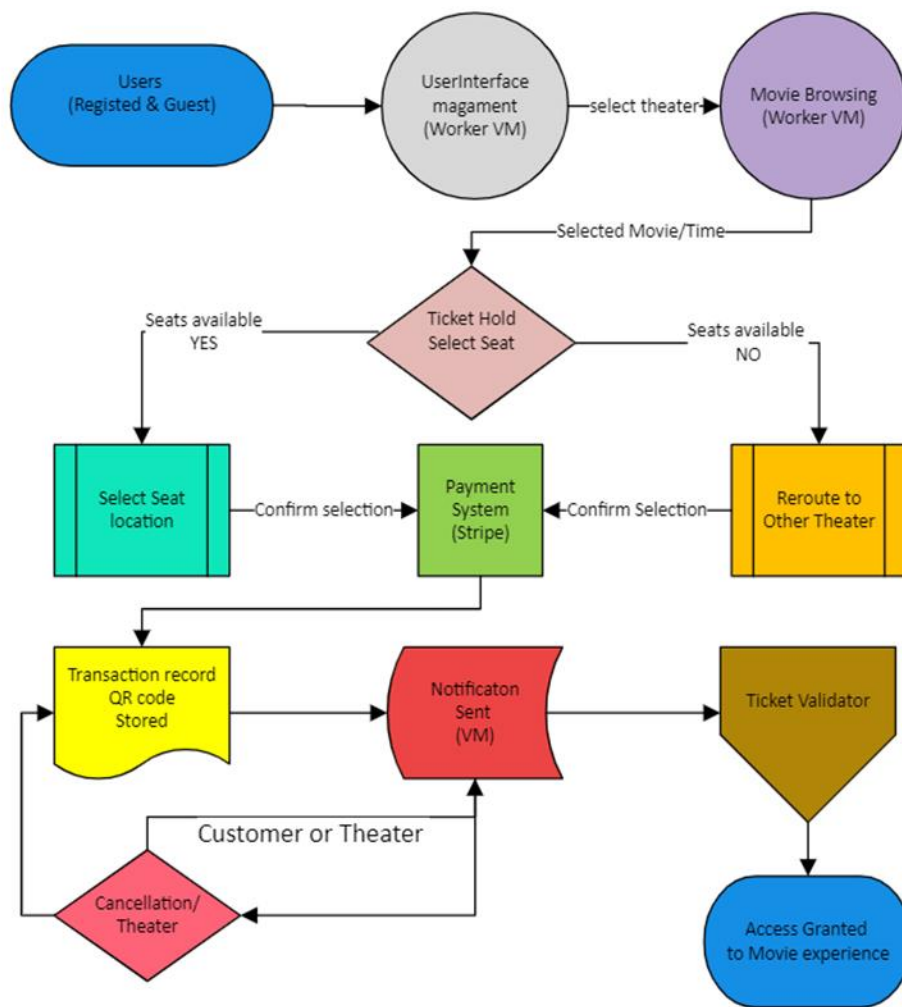 Users
(Registed & Guest)
UserInterface
magament
(Worker VM)
select theater
Movie Browsing
(Worker VM)
Selected Movie/Time
Ticket Hold
Select Seat
Seats available
YES
Seats available
NO
Select Seat
location
Confirm selection
Payment
System
(Stripe)
Confirm Selection
Reroute to
Other Theater
Transaction record
QR code
Stored
Notificaton
Sent
(VM)
Ticket Validator
Customer or Theater
Cancellation/
Theater
Access Granted
to Movie experience